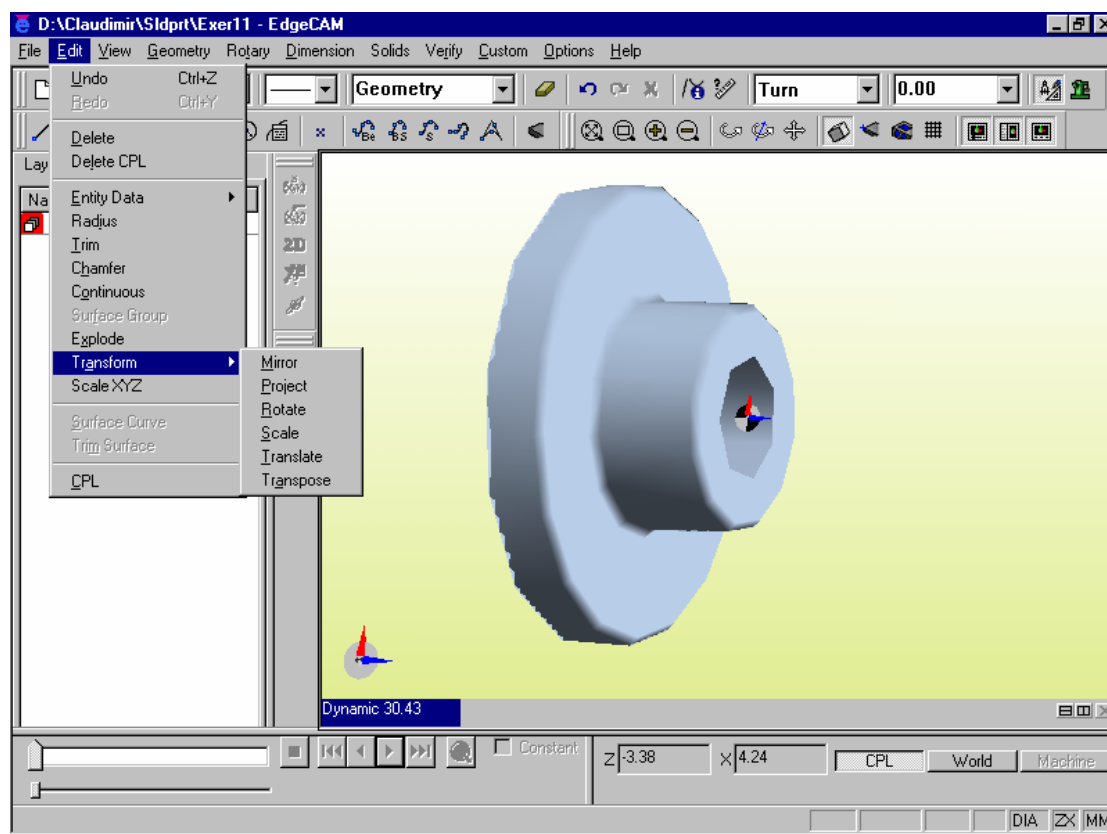 D:\Claudimir\Sldprt\Exer11 - EdgeCAM
File Edit View Geometry Rotary Dimension Solids Verify Custom Options Help
Geometry Turn 0.00
Undo Ctrl+Z
Redo Ctrl+Y
Delete
Delete CPL
Entity Data
Radius
Trim
Chamfer
Continuous
Surface Group
Explode
Transform
Scale XYZ
Surface Curve
Trim Surface
CPL
Mirror
Project
Rotate
Scale
Translate
Transpose
Lay
Na
2D
Dynamic 30.43
Constant
Z -3.38 X 4.24 CPL World Machine
DIA ZX MM